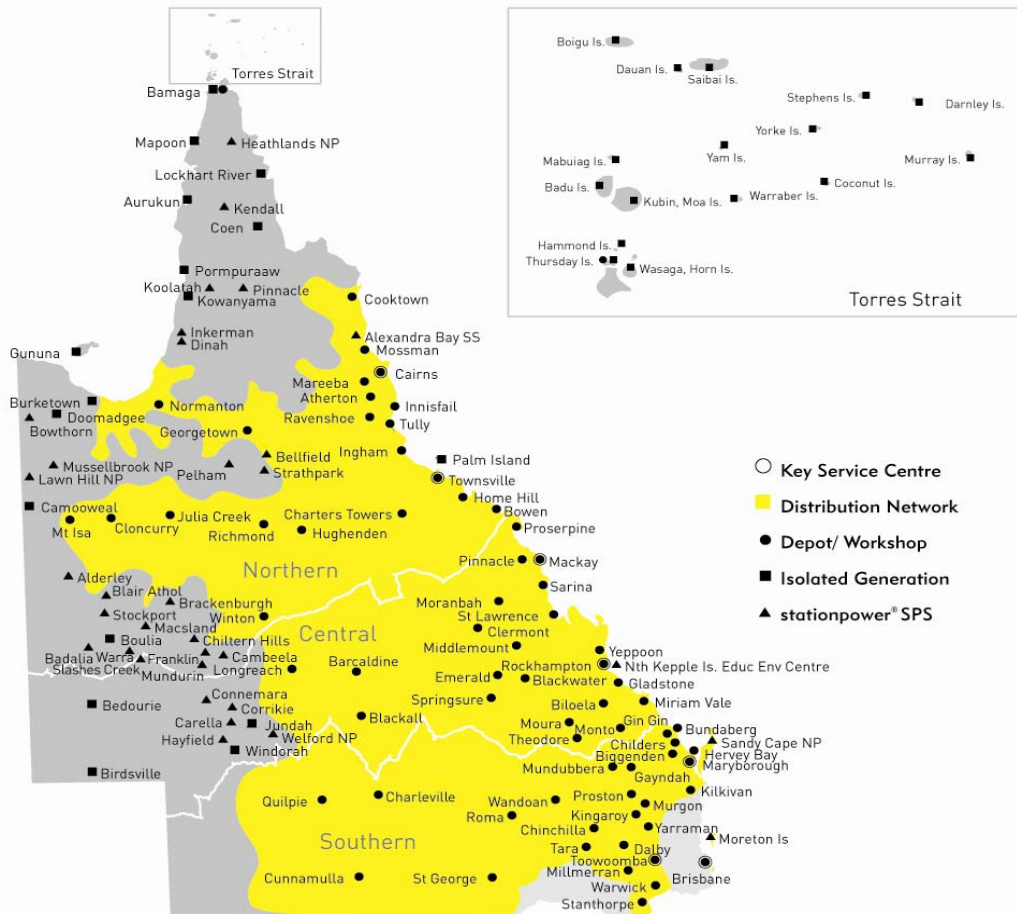 Torres Strait
Bamaga
Mapoon
Heathlands NP
Lockhart River
Aurukun
Kendall
Coen
Pormpuraaw
Koolatah
Pinnacle
Kowanyama
Cooktown
Inkerman
Dinah
Alexandra Bay SS
Mossman
Gununa
Cairns
Mareeba
Atherton
Burketown
Normanton
Innisfail
Doomadgee
Ravenshoe
Bowthorn
Georgetown
Tully
Bellfield
Ingham
Mussellbrook NP
Pelham
Strathpark
Palm Island
Lawn Hill NP
Townsville
Camooweal
Home Hill
Julia Creek
Charters Towers
Bowen
Mt Isa
Cloncurry
Richmond
Hughenden
Proserpine
Pinnacle
Mackay
Northern
Alderley
Sarina
Blair Athol
Brackenburgh
Moranbah
Stockport
Winton
St Lawrence
Macsland
Central
Clermont
Boulia
Chiltern Hills
Middlemount
Yeppoon
Badalia
Warra
Franklin
Cambeela
Barcaldine
Rockhampton
Nth Kepple Is. Educ Env Centre
Slashes Creek
Mundurin
Longreach
Emerald
Blackwater
Gladstone
Connemara
Springsure
Biloela
Miriam Vale
Bedourie
Corrikie
Carella
Jundah
Blackall
Moura
Monto
Gin Gin
Bundaberg
Hayfield
Welford NP
Theodore
Childers
Sandy Cape NP
Windorah
Biggenden
Hervey Bay
Birdsville
Mundubbera
Gayndah
Maryborough
Quilpie
Charleville
Wandoan
Proston
Kilkivan
Roma
Kingaroy
Murgon
Southern
Chinchilla
Yarraman
Moreton Is
Tara
Dalby
Toowoomba
Cunnamulla
St George
Millmerran
Brisbane
Warwick
Stanthorpe
Boigu Is.
Dauan Is.
Saibai Is.
Stephens Is.
Darnley Is.
Yorke Is.
Yam Is.
Mabuiag Is.
Murray Is.
Badu Is.
Coconut Is.
Kubin, Moa Is.
Warraber Is.
Hammond Is.
Thursday Is.
Wasaga, Horn Is.
Torres Strait
Key Service Centre
Distribution Network
Depot/ Workshop
Isolated Generation
stationpower® SPS